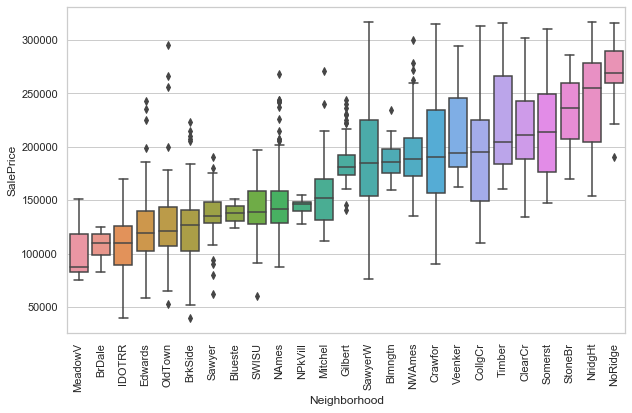 300000
250000
200000
150000
100000
50000
SalePrice
MeadowV
BrDale
IDOTRR
Edwards
OldTown
BrkSide
Sawyer
Blueste
SWISU
NAmes
NPkVill
Mitchel
Gilbert
SawyerW
Blmngtn
NWAmes
Crawfor
Veenker
CollgCr
Timber
ClearCr
Somerst
StoneBr
NridgHt
NoRidge
Neighborhood